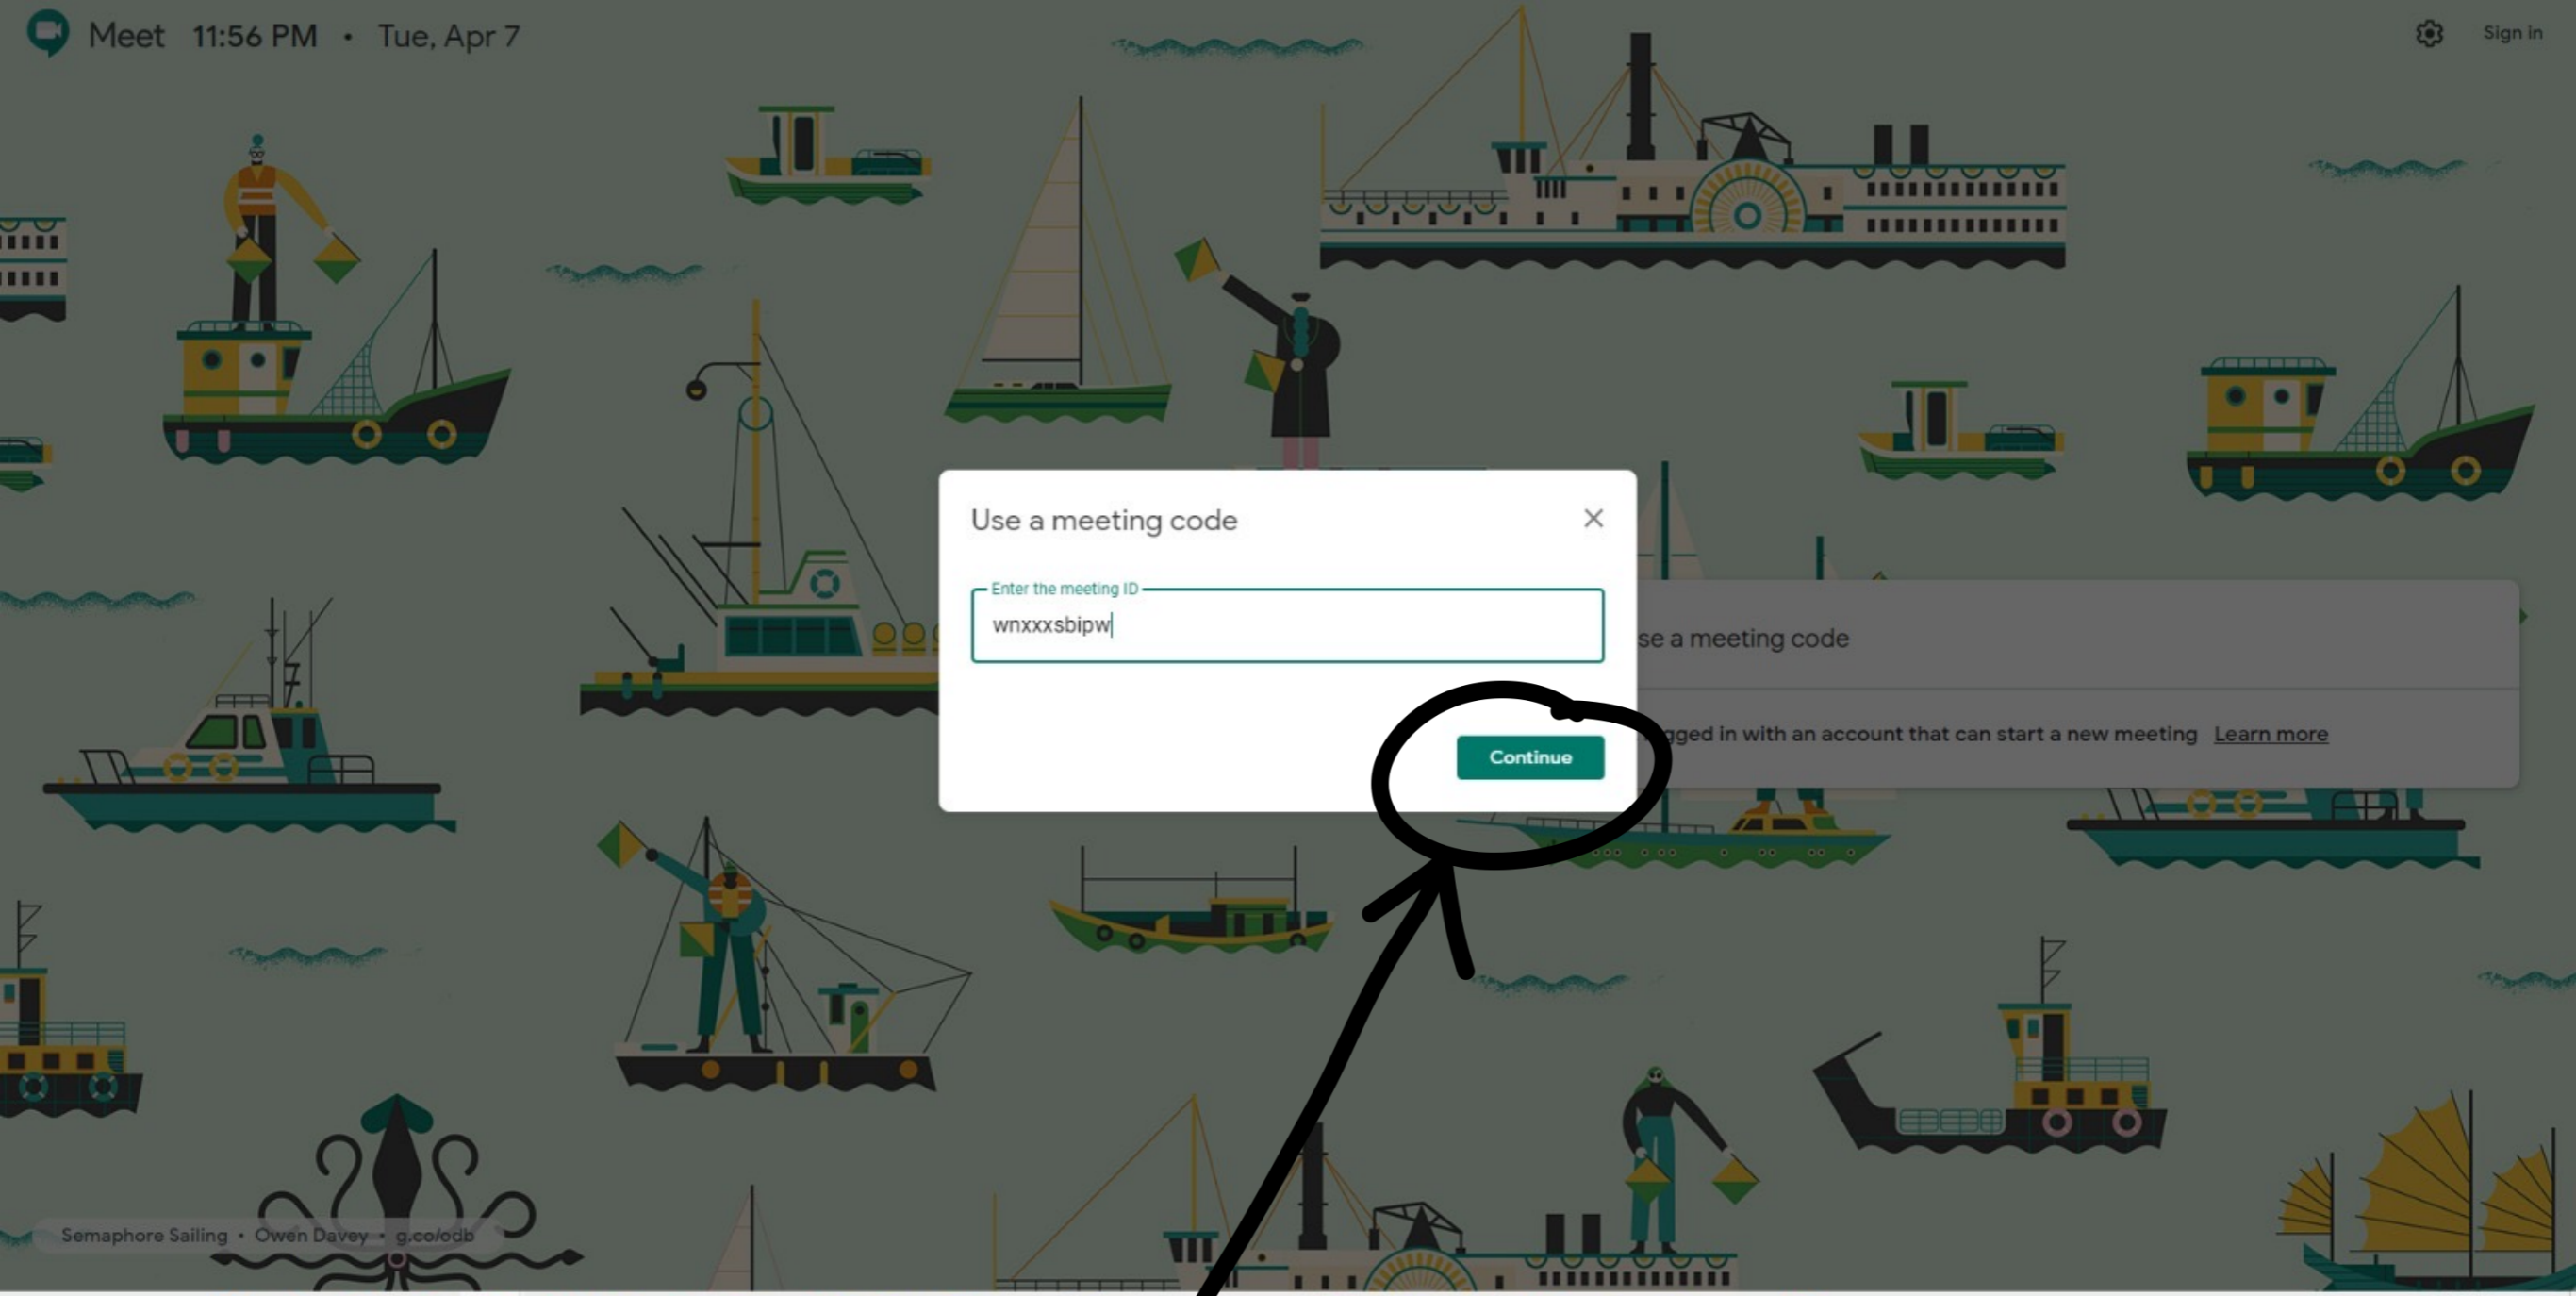 Meet 11:56 PM • Tue, Apr 7
Sign in
Use a meeting code
Enter the meeting ID
wnxxxsbipw
se a meeting code
gged in with an account that can start a new meeting Learn more
Continue
Semaphore Sailing • Owen Davey • g.co/odb